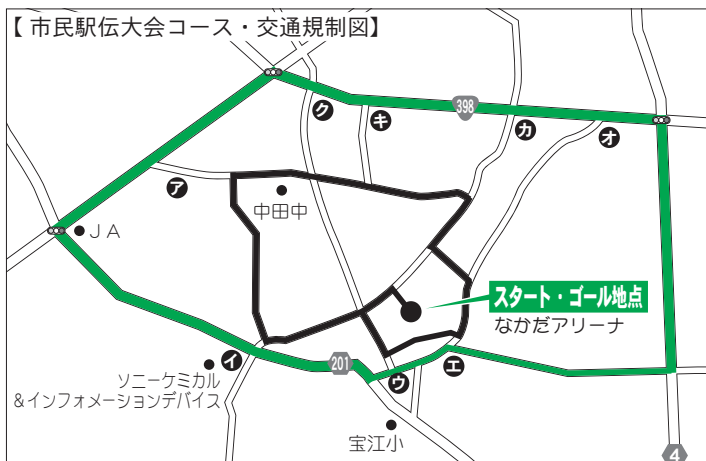 【市民駅伝大会コース・交通規制図】
ク
キ
398
カ
オ
ア
中田中
JA
スタート・ゴール地点
なかだアリーナ
イ
201
ウ
エ
ソニーケミカル
&インフォメーションデバイス
宝江小
4